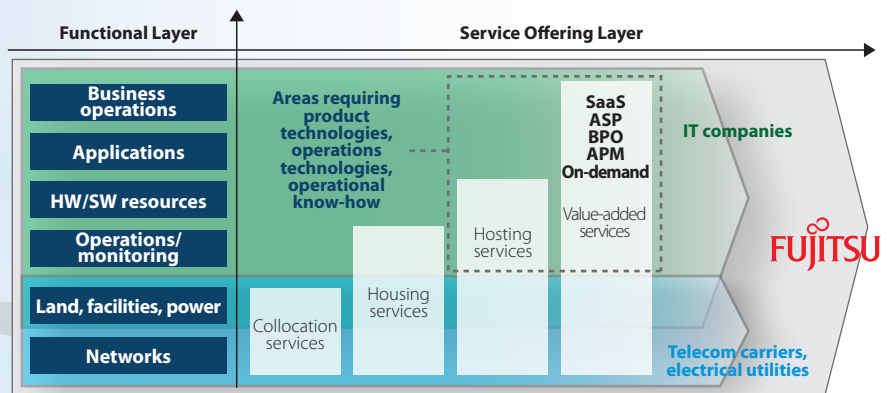 Functional Layer
Service Offering Layer
Business
operations
Applications
HW/SW resources
Operations/
monitoring
Land, facilities, power
Networks
Areas requiring
product
technologies,
operations
technologies,
operational
know-how
Collocation
services
Housing
services
Hosting
services
SaaS
ASP
BPO
APM
On-demand
Value-added
services
IT companies
Telecom carriers,
electrical utilities
FUJITSU